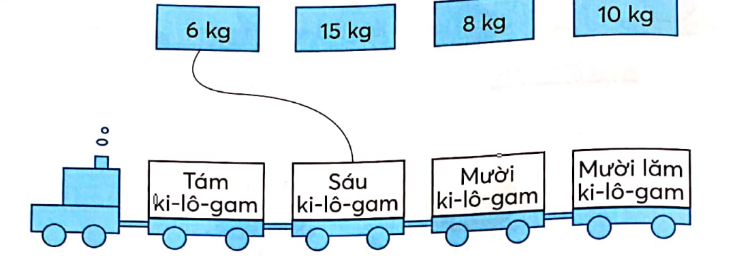 6 kg
15 kg
8 kg
10 kg
Tám
ki-lô-gam
Sáu
ki-lô-gam
Mười
ki-lô-gam
Mười lăm
ki-lô-gam